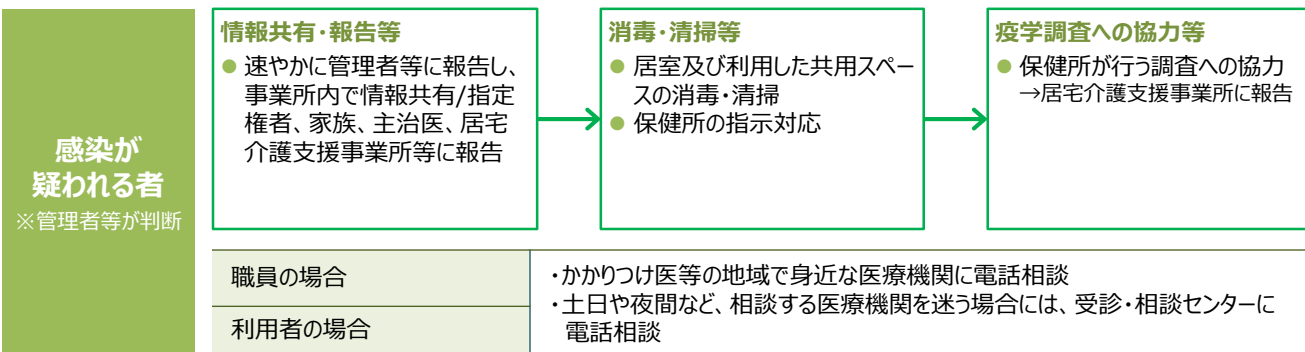 感染が
疑われる者
※管理者等が判断
情報共有・報告等
● 速やかに管理者等に報告し、
事業所内で情報共有/指定
権者、家族、主治医、居宅
介護支援事業所等に報告
消毒・清掃等
● 居室及び利用した共用スペー
スの消毒・清掃
● 保健所の指示対応
疫学調査への協力等
● 保健所が行う調査への協力
→居宅介護支援事業所に報告
職員の場合
利用者の場合
・かかりつけ医等の地域で身近な医療機関に電話相談
・土日や夜間など、相談する医療機関を迷う場合には、受診・相談センターに
電話相談